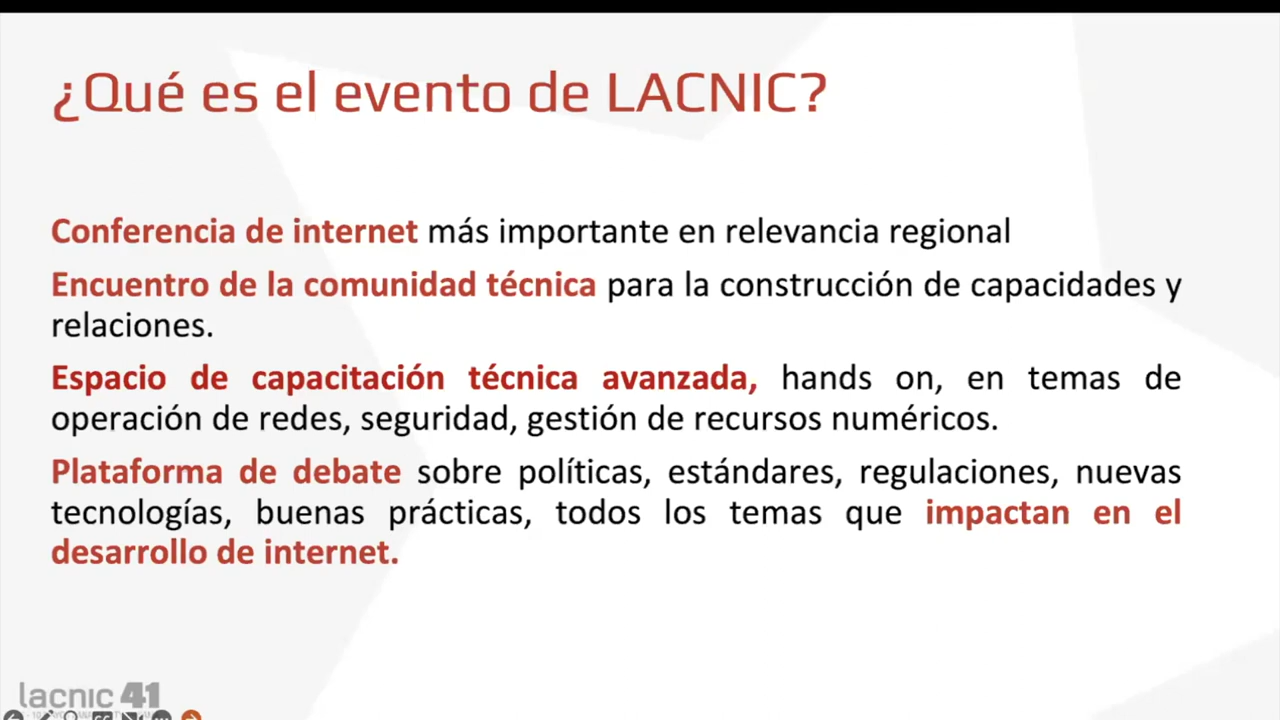 ¿Qué es el evento de LACNIC?
Conferencia de internet más importante en relevancia regional
Encuentro de la comunidad técnica para la construcción de capacidades y
relaciones.
Espacio de capacitación técnica avanzada, hands on, en temas de
operación de redes, seguridad, gestión de recursos numéricos.
Plataforma de debate sobre políticas, estándares, regulaciones, nuevas
tecnologías, buenas prácticas, todos los temas que impactan en el
desarrollo de internet.
lacnic 41